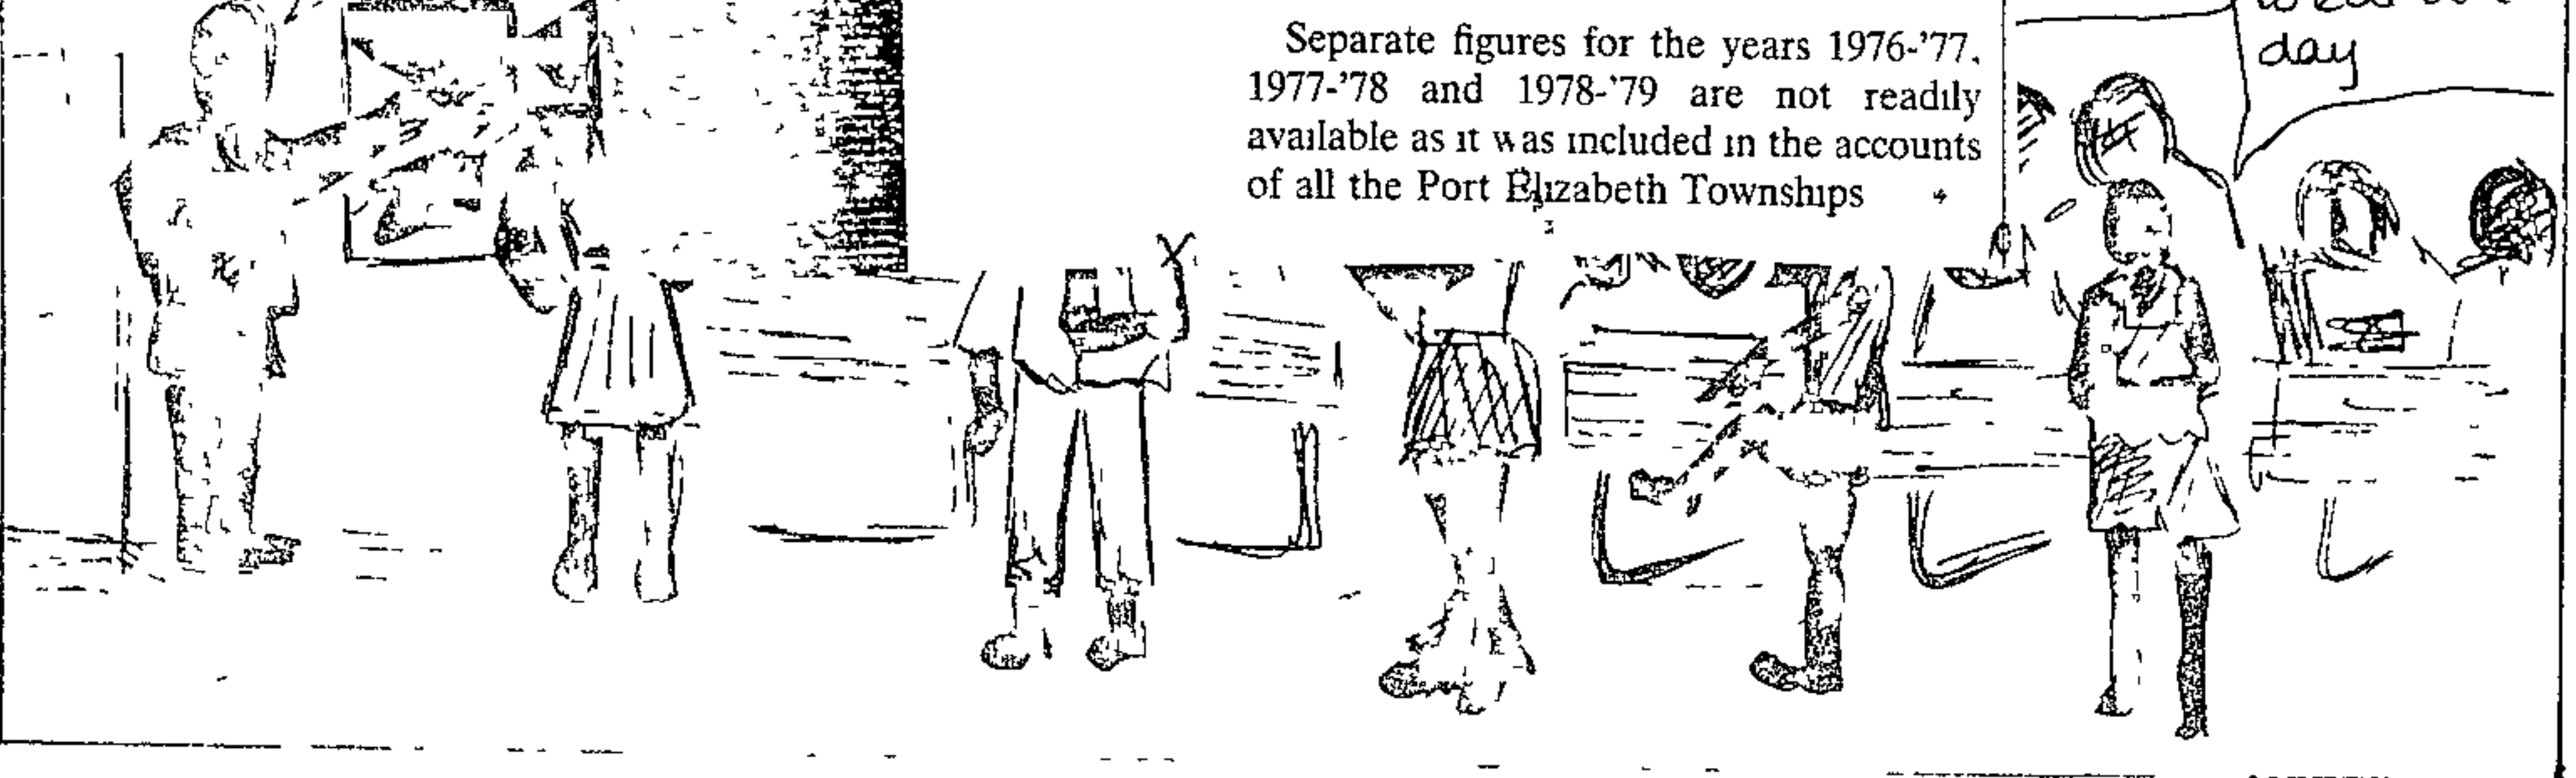 Separate figures for the years 1976-'77,
1977-'78 and 1978-'79 are not readily
available as it was included in the accounts
of all the Port Elizabeth Townships
day